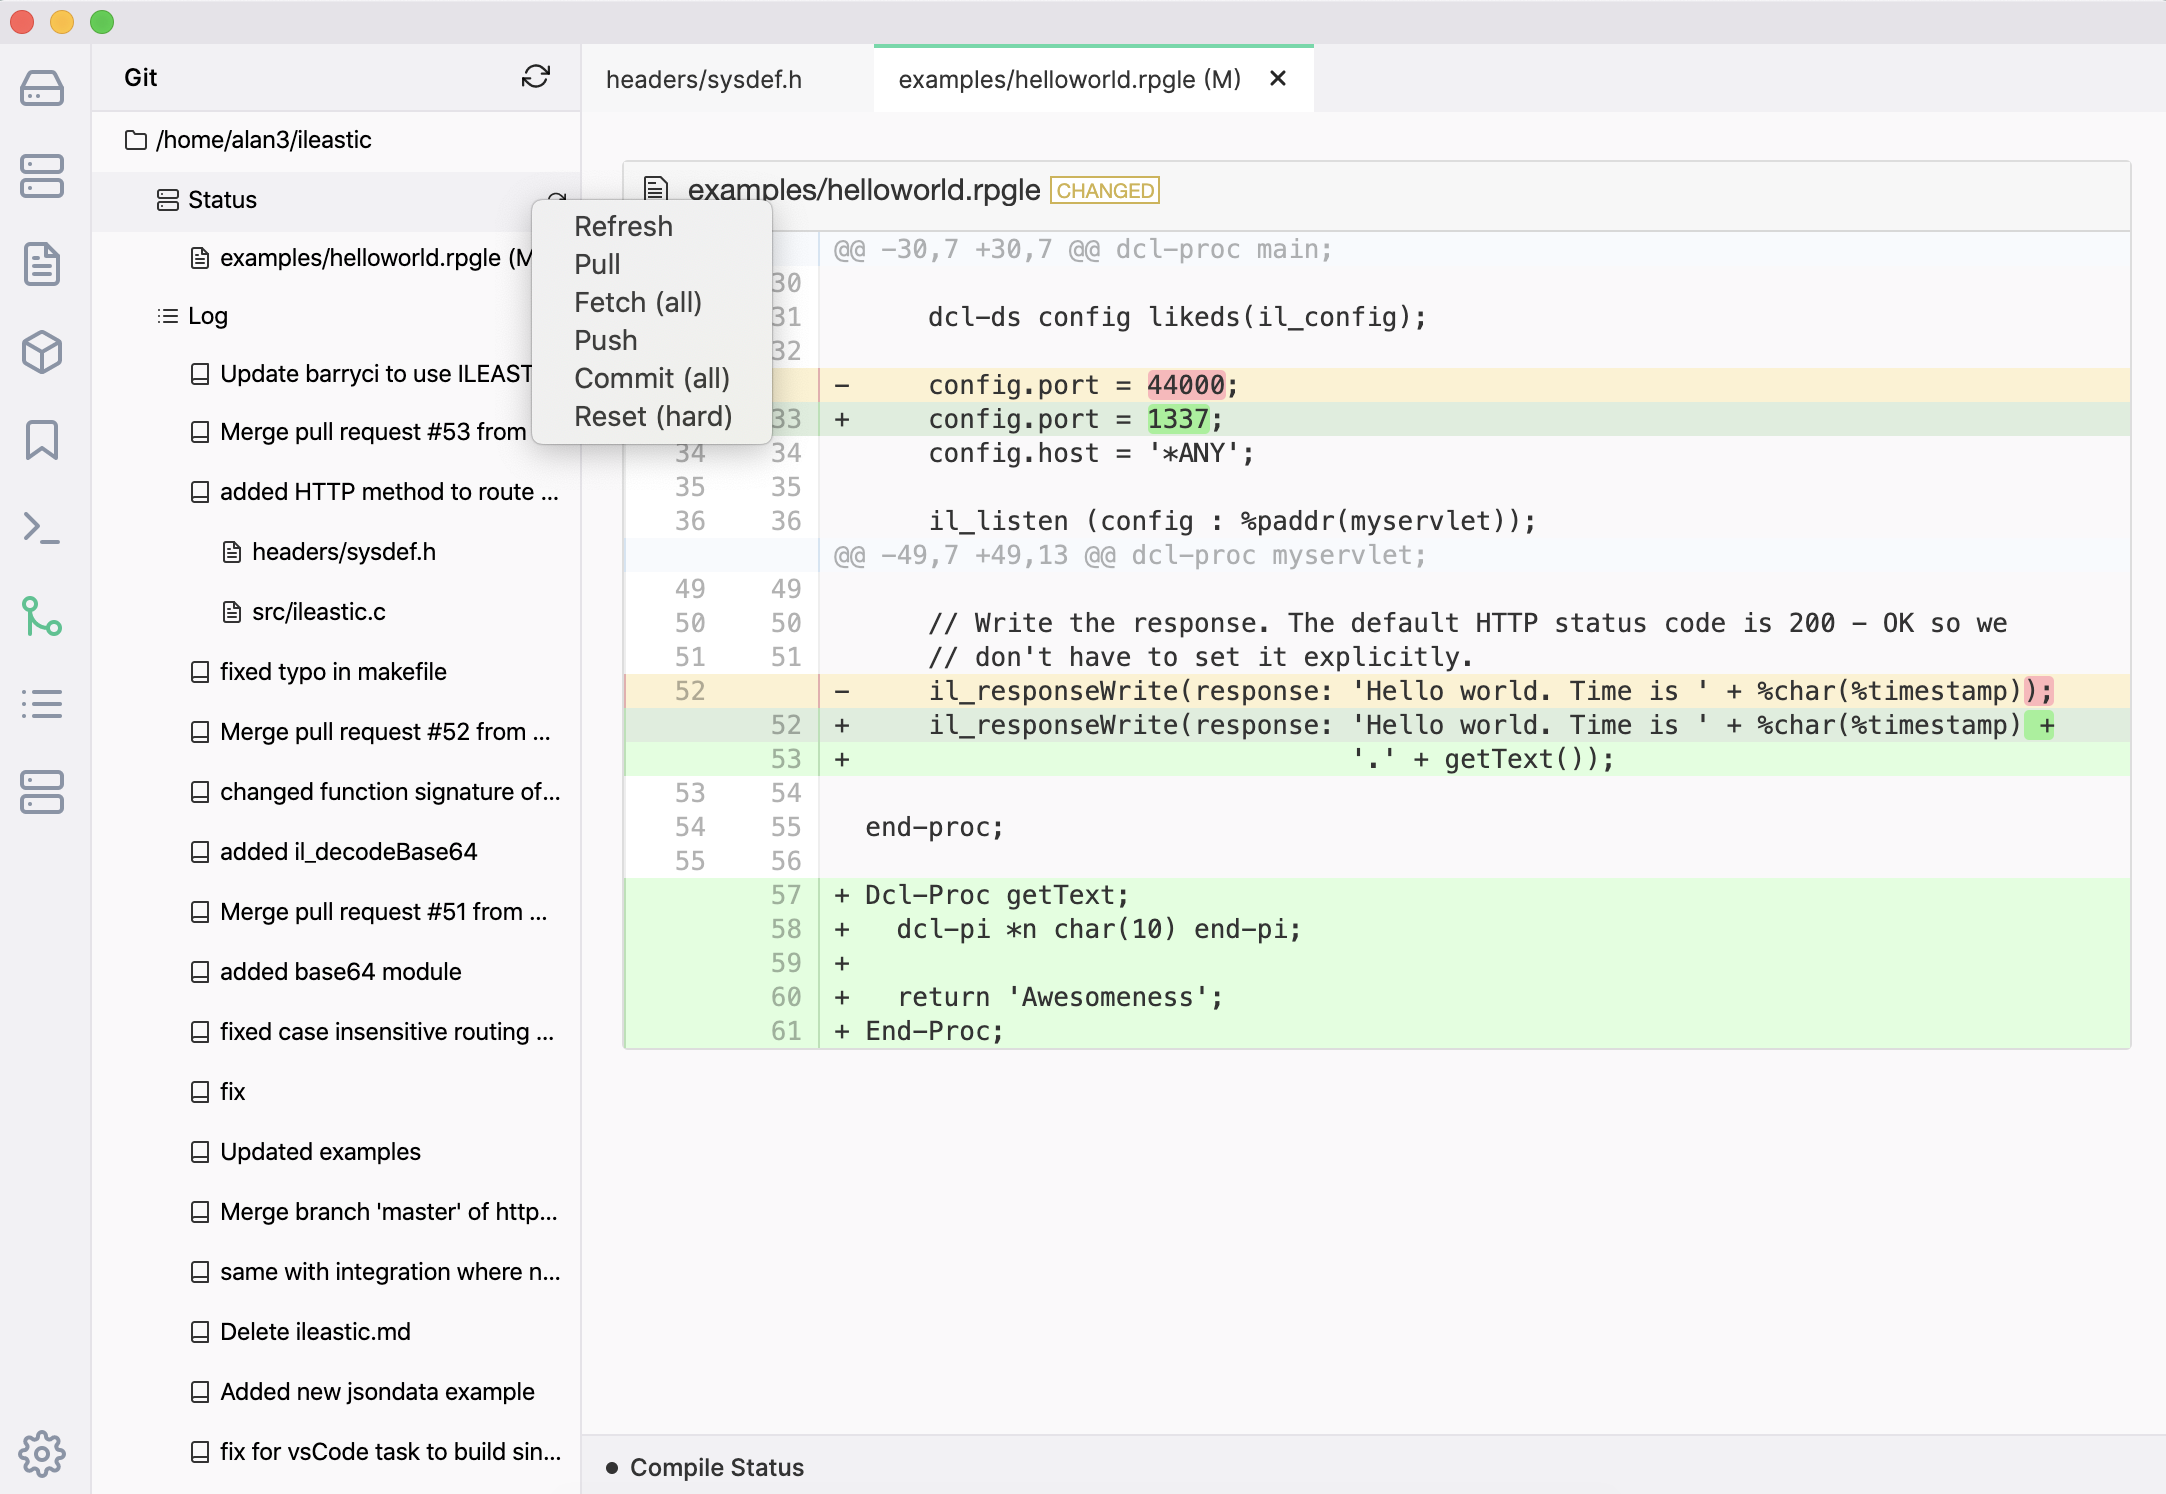 Git
/home/alan3/ileastic
Status
examples/helloworld.rpgle (M
Log
Update barryci to use ILEAST
Merge pull request #53 from
added HTTP method to route ...
headers/sysdef.h
src/ileastic.c
fixed typo in makefile
Merge pull request #52 from ...
changed function signature of...
added il_decodeBase64
Merge pull request #51 from ...
added base64 module
fixed case insensitive routing ...
fix
Updated examples
Merge branch 'master' of http...
same with integration where n...
Delete ileastic.md
Added new jsondata example
fix for vsCode task to build sin...
Refresh
Pull
Fetch (all)
Push
Commit (all)
Reset (hard)
headers/sysdef.h
examples/helloworld.rpgle (M)
examples/helloworld.rpgle CHANGED
@@ -30,7 +30,7 @@ dcl-proc main;
30
31 dcl-ds config likeds(il_config);
32
- config.port = 44000;
33 + config.port = 1337;
34 34 config.host = '*ANY';
35 35
36 36 il_listen (config : %paddr(myservlet));
@@ -49,7 +49,13 @@ dcl-proc myservlet;
49 49
50 50 // Write the response. The default HTTP status code is 200 - OK so we
51 51 // don't have to set it explicitly.
52 - il_responseWrite(response: 'Hello world. Time is ' + %char(%timestamp));
52 + il_responseWrite(response: 'Hello world. Time is ' + %char(%timestamp) +
53 + '.' + getText());
53 54
54 55 end-proc;
55 56
57 + Dcl-Proc getText;
58 + dcl-pi *n char(10) end-pi;
59 +
60 + return 'Awesomeness';
61 + End-Proc;
Compile Status